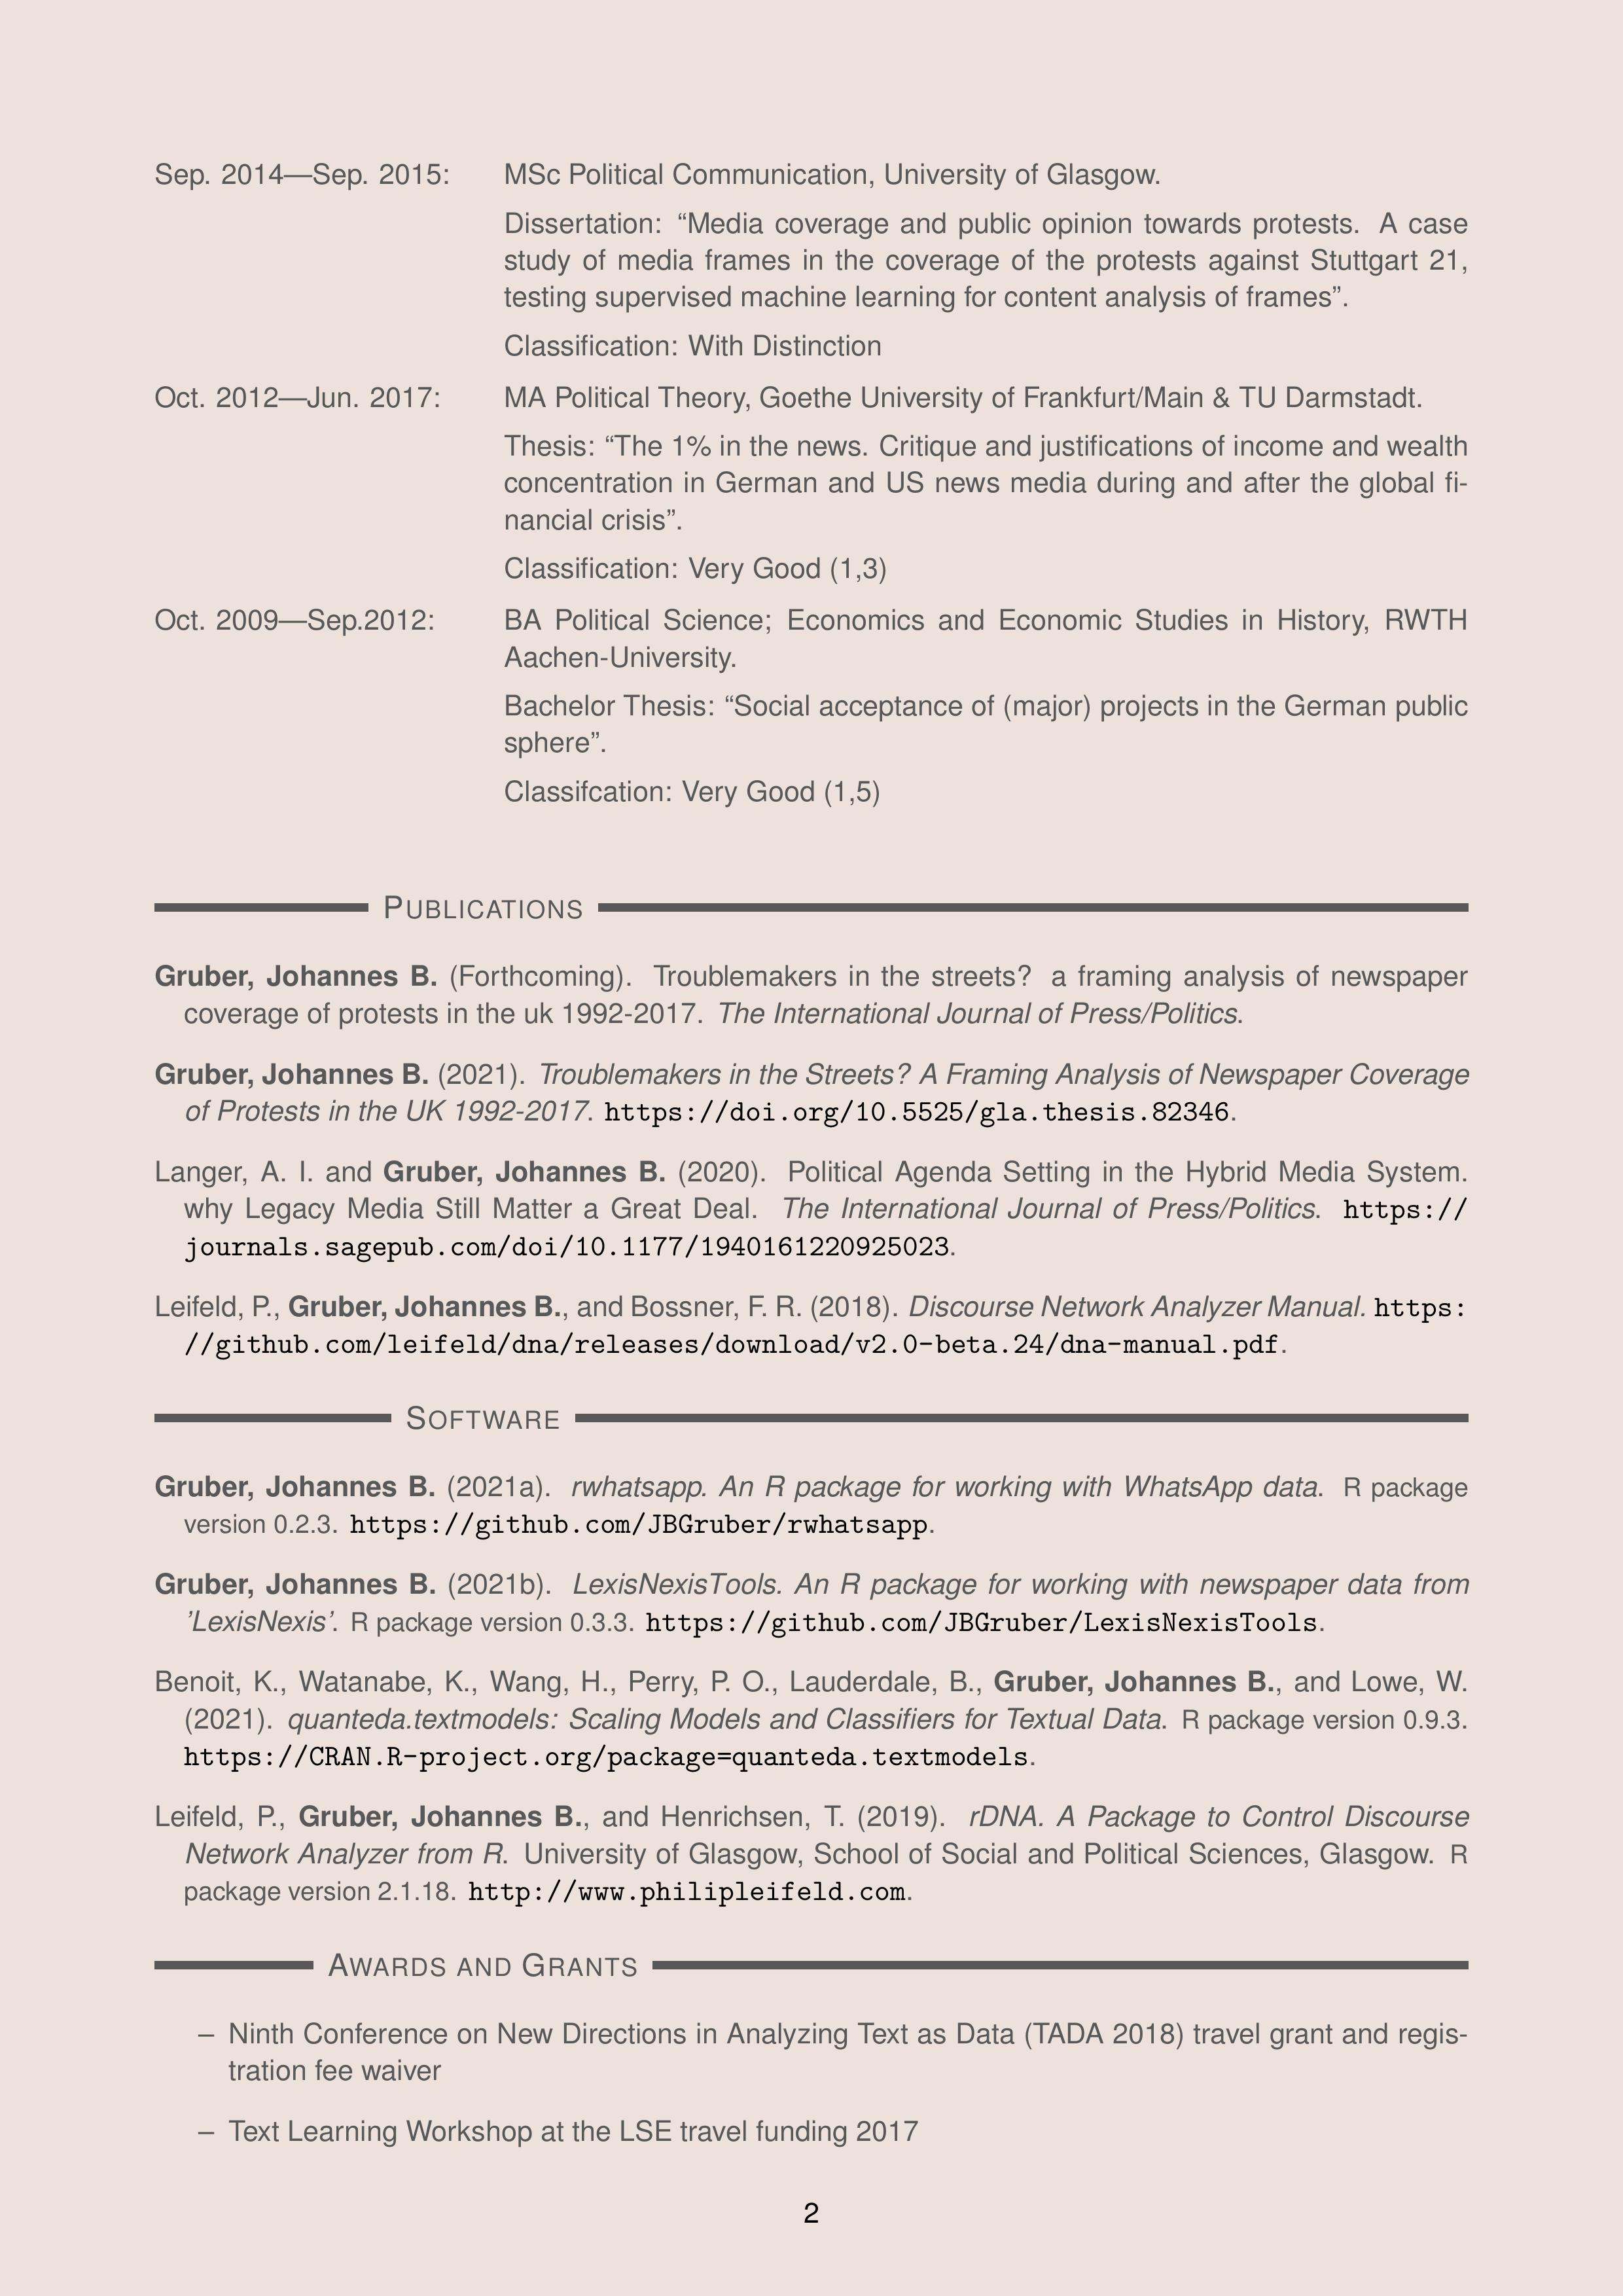 Sep. 2014—Sep. 2015: MSc Political Communication, University of Glasgow.
Dissertation: “Media coverage and public opinion towards protests. A case
study of media frames in the coverage of the protests against Stuttgart 21,
testing supervised machine learning for content analysis of frames”.
Classification: With Distinction
Oct. 2012—Jun. 2017: MA Political Theory, Goethe University of Frankfurt/Main & TU Darmstadt.
Thesis: “The 1% in the news. Critique and justifications of income and wealth
concentration in German and US news media during and after the global fi-
nancial crisis”.
Classification: Very Good (1,3)
Oct. 2009—Sep.2012: BA Political Science; Economics and Economic Studies in History, RWTH
Aachen-University.
Bachelor Thesis: “Social acceptance of (major) projects in the German public
sphere”.
Classifcation: Very Good (1,5)
PUBLICATIONS
Gruber, Johannes B. (Forthcoming). Troublemakers in the streets? a framing analysis of newspaper
coverage of protests in the uk 1992-2017. The International Journal of Press/Politics.
Gruber, Johannes B. (2021). Troublemakers in the Streets? A Framing Analysis of Newspaper Coverage
of Protests in the UK 1992-2017. https://doi.org/10.5525/gla.thesis.82346.
Langer, A. I. and Gruber, Johannes B. (2020). Political Agenda Setting in the Hybrid Media System.
why Legacy Media Still Matter a Great Deal. The International Journal of Press/Politics. https://
journals.sagepub.com/doi/10.1177/1940161220925023.
Leifeld, P., Gruber, Johannes B., and Bossner, F. R. (2018). Discourse Network Analyzer Manual. https:
//github.com/leifeld/dna/releases/download/v2.0-beta.24/dna-manual.pdf.
SOFTWARE
Gruber, Johannes B. (2021a). rwhatsapp. An R package for working with WhatsApp data. R package
version 0.2.3. https://github.com/JBGruber/rwhatsapp.
Gruber, Johannes B. (2021b). LexisNexisTools. An R package for working with newspaper data from
’LexisNexis’. R package version 0.3.3. https://github.com/JBGruber/LexisNexisTools.
Benoit, K., Watanabe, K., Wang, H., Perry, P. O., Lauderdale, B., Gruber, Johannes B., and Lowe, W.
(2021). quanteda.textmodels: Scaling Models and Classifiers for Textual Data. R package version 0.9.3.
https://CRAN.R-project.org/package=quanteda.textmodels.
Leifeld, P., Gruber, Johannes B., and Henrichsen, T. (2019). rDNA. A Package to Control Discourse
Network Analyzer from R. University of Glasgow, School of Social and Political Sciences, Glasgow. R
package version 2.1.18. http://www.philipleifeld.com.
AWARDS AND GRANTS
– Ninth Conference on New Directions in Analyzing Text as Data (TADA 2018) travel grant and regis-
tration fee waiver
– Text Learning Workshop at the LSE travel funding 2017
2